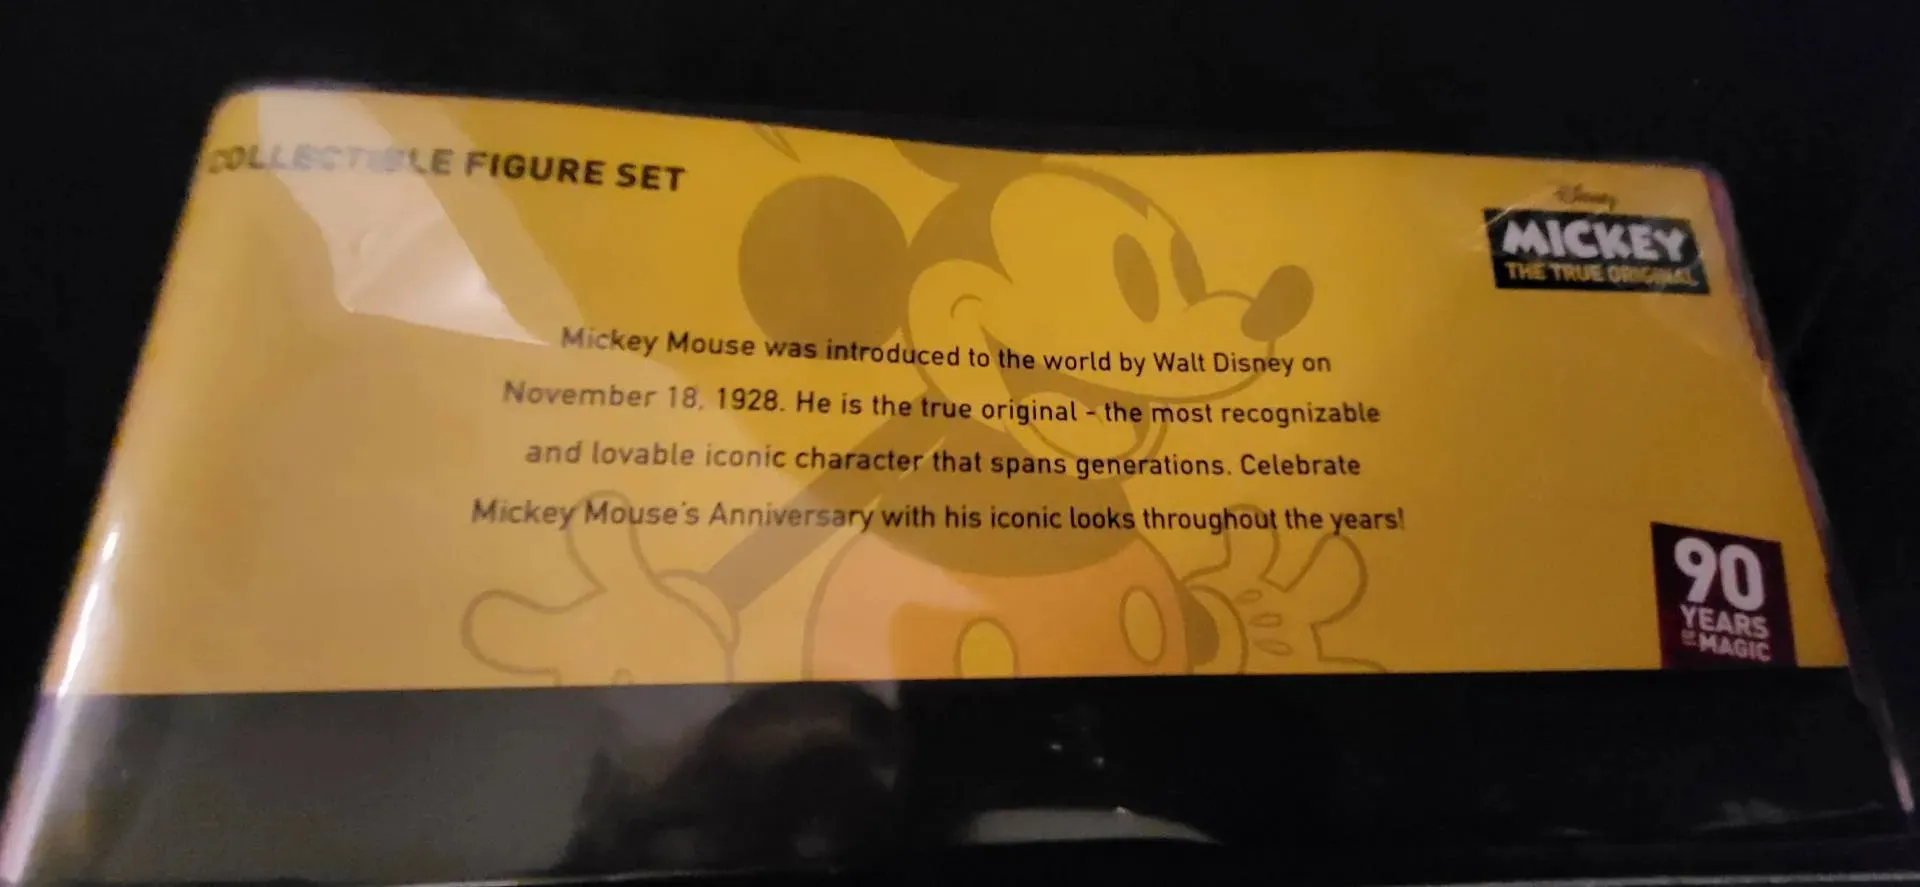 COLLECTIBLE FIGURE SET
Disney
MICKEY
THE TRUE ORIGINAL
Mickey Mouse was introduced to the world by Walt Disney on
November 18, 1928. He is the true original - the most recognizable
and lovable iconic character that spans generations. Celebrate
Mickey Mouse's Anniversary with his iconic looks throughout the years!
90
YEARS
OF MAGIC